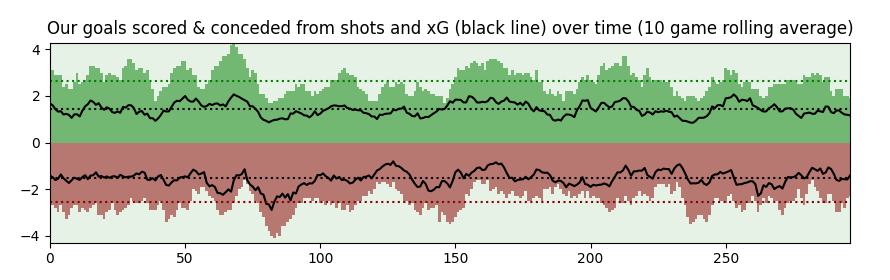 Our goals scored & conceded from shots and xG (black line) over time (10 game rolling average)
4
2
0
−2
−4
0 50 100 150 200 250